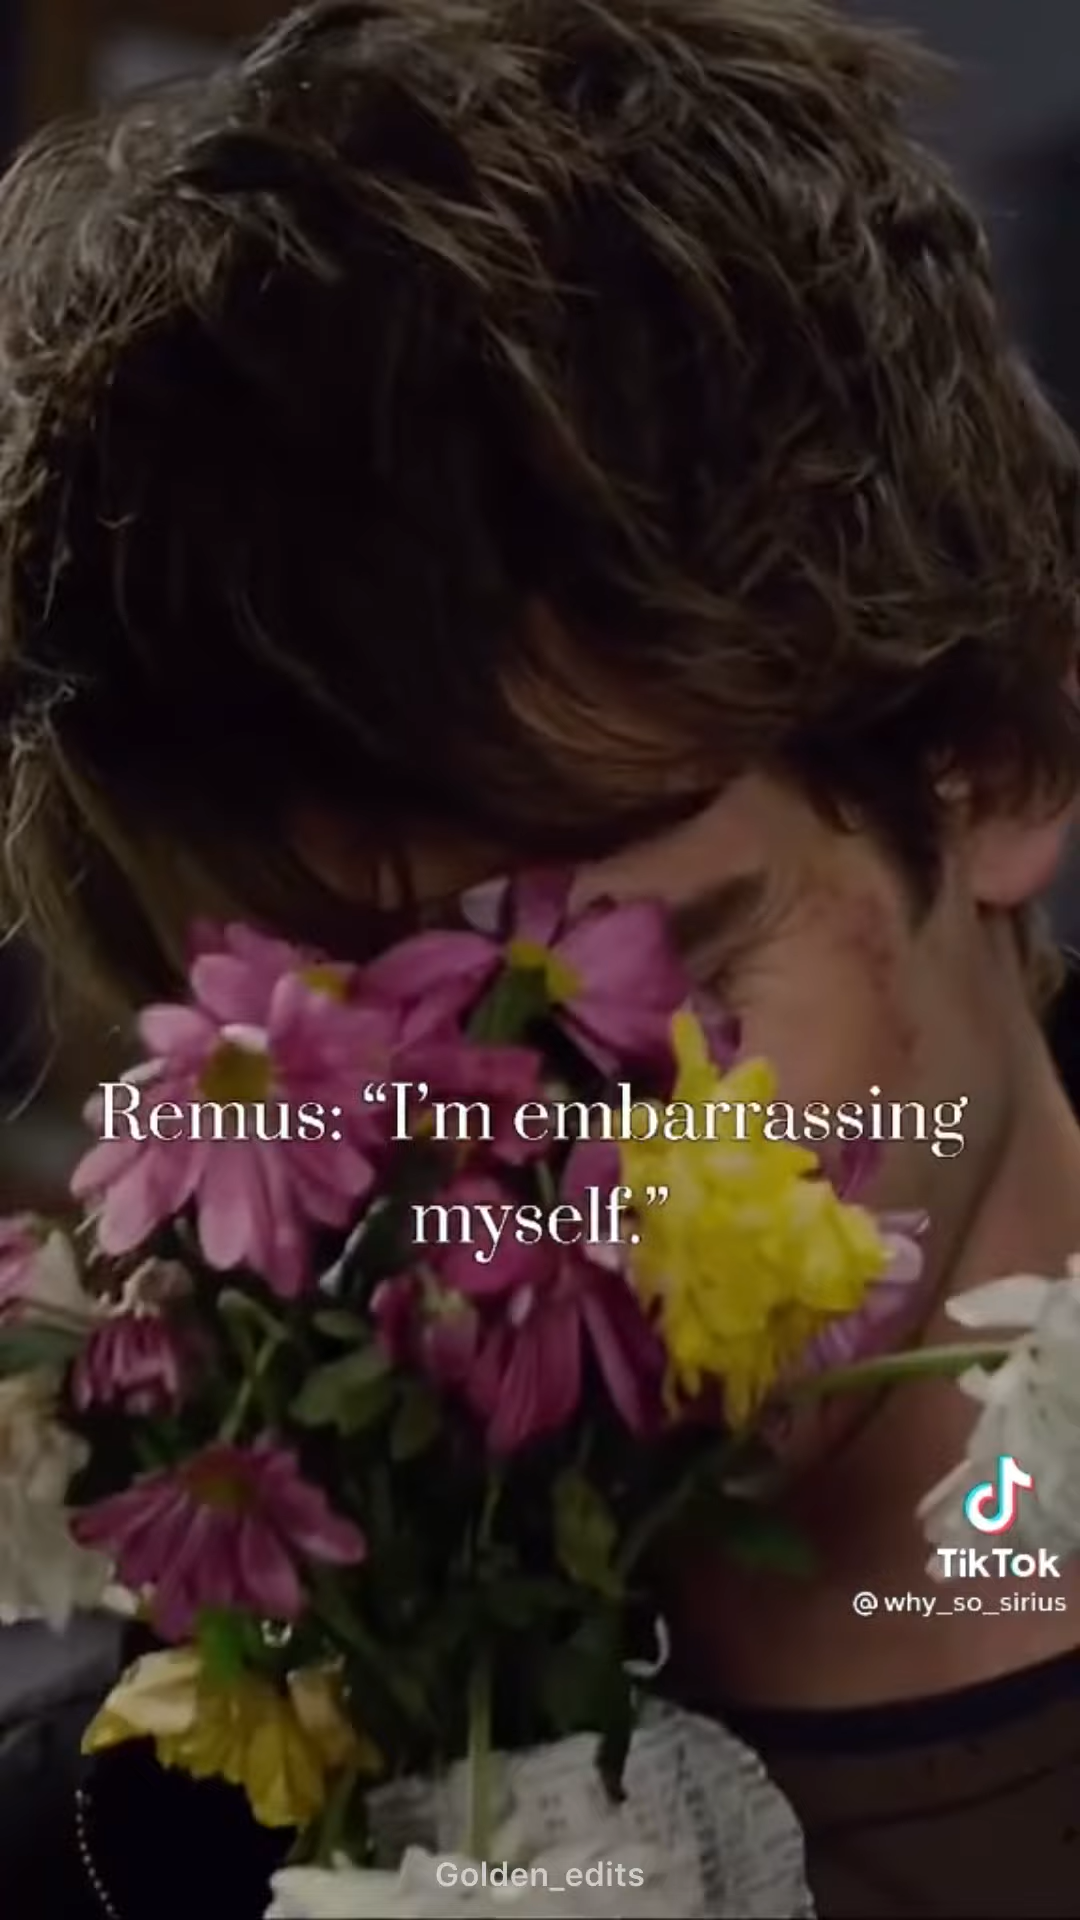 Remus: “I’m embarrassing
myself.”
TikTok
@why_so_sirius
Golden_edits